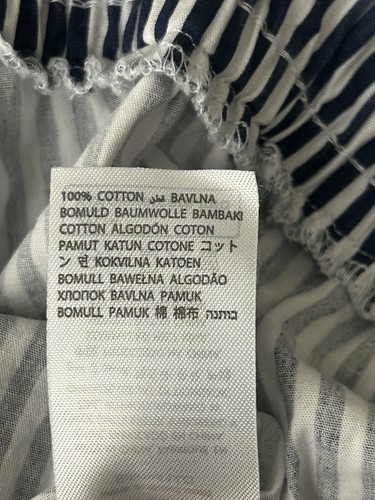 100% COTTON قطن BAVLNA
BOMULD BAUMWOLLE BAMBAKI
COTTON ALGODÓN COTON
PAMUT KATUN COTONE コット
ン 면 KOKVILNA KATOEN
BOMULL BAWEŁNA ALGODÃO
ХЛОПОК BAVLNA PAMUK
BOMULL PAMUK 棉 棉布 כותנה